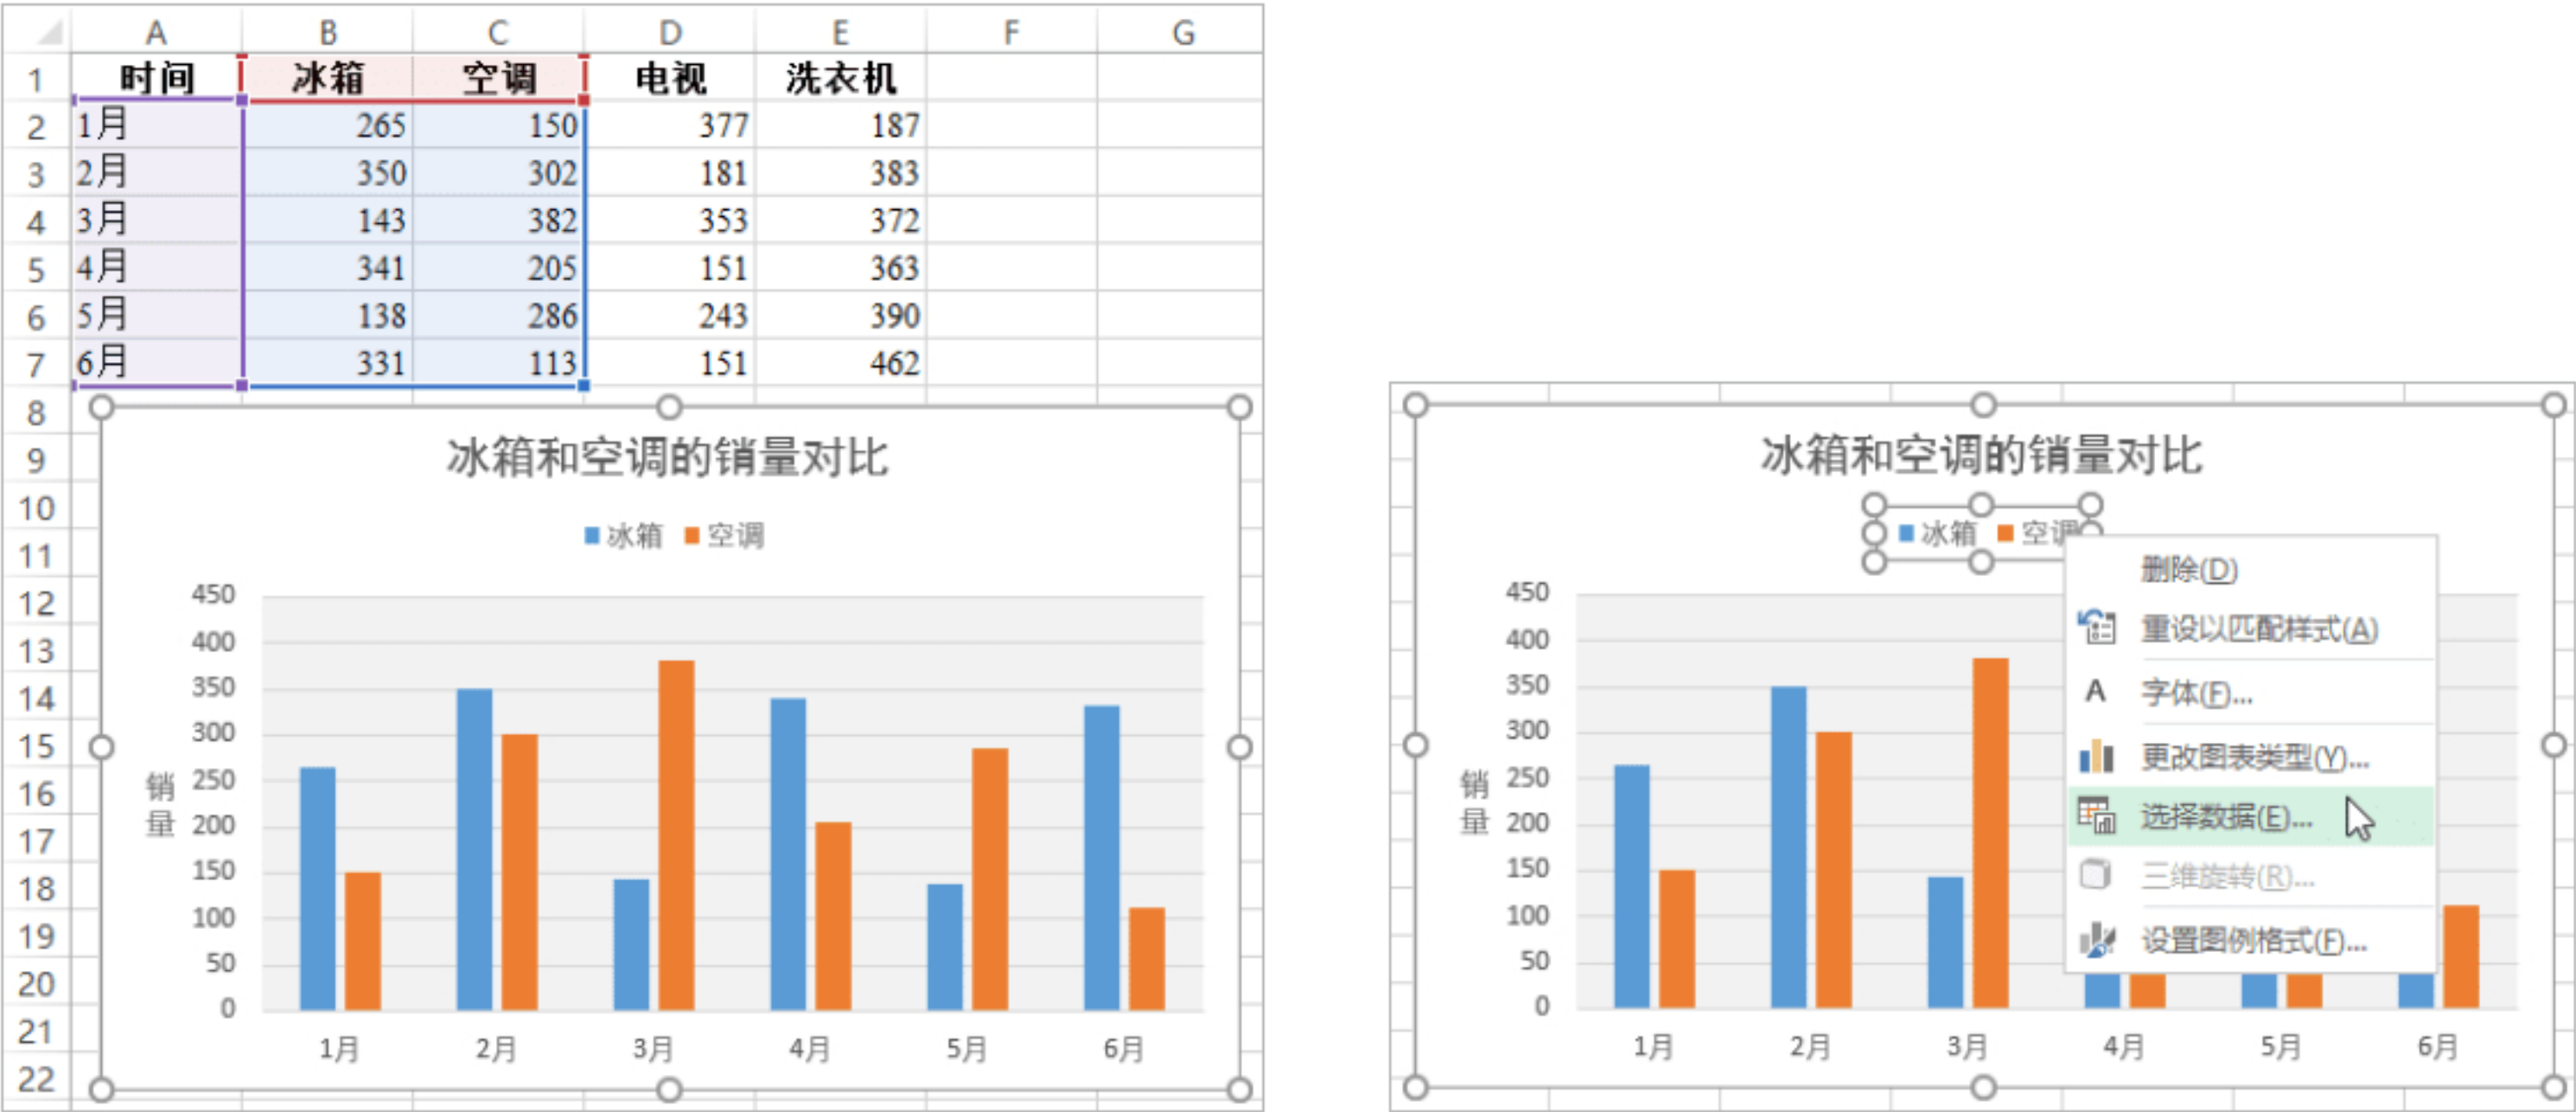 A B C D E F G
1 时间 冰箱 空调 电视 洗衣机
2 1月 265 150 377 187
3 2月 350 302 181 383
4 3月 143 382 353 372
5 4月 341 205 151 363
6 5月 138 286 243 390
7 6月 331 113 151 462
8
9
10
11
12
13
14
15
16
17
18
19
20
21
22
冰箱和空调的销量对比
冰箱 空调
450
400
350
300
250
200
150
100
50
0
销量
1月 2月 3月 4月 5月 6月
冰箱和空调的销量对比
冰箱 空调
450
400
350
300
250
200
150
100
50
0
销量
1月 2月 3月 4月 5月 6月
删除(D)
重设以匹配样式(A)
A 字体(F)...
更改图表类型(Y)...
选择数据(E)...
三维旋转(R)...
设置图例格式(F)...